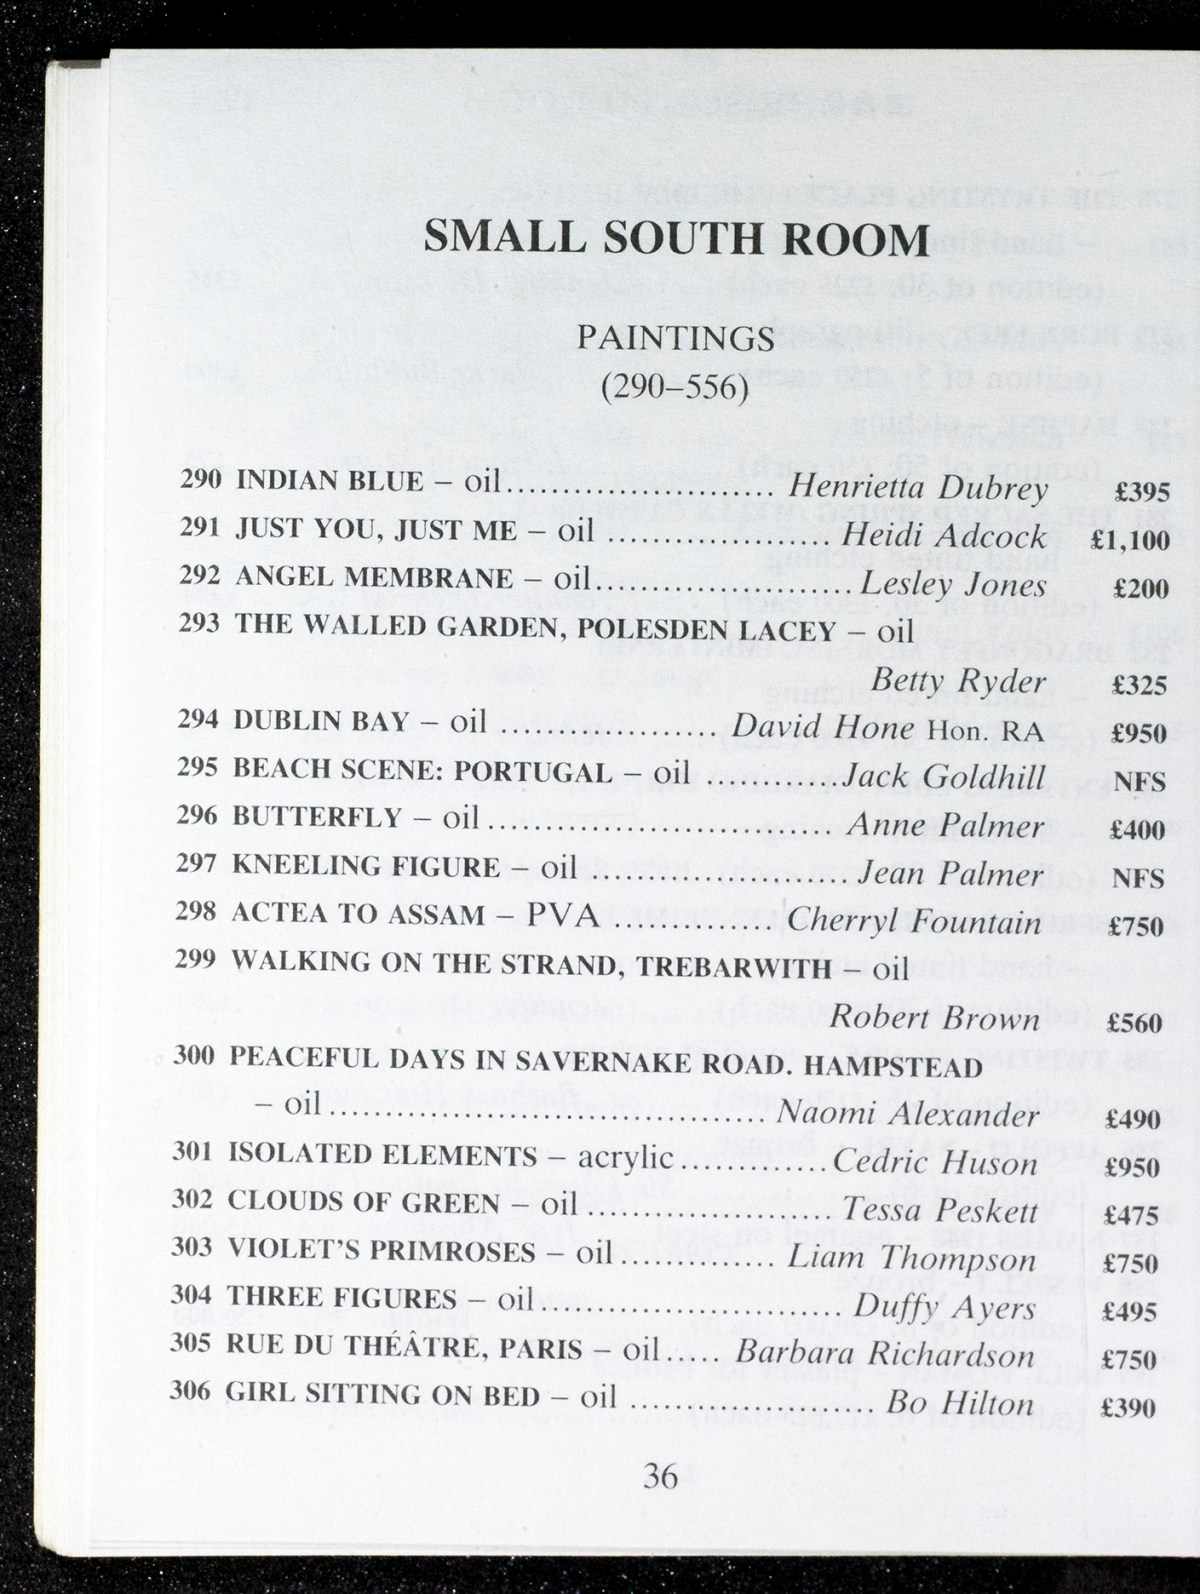 SMALL SOUTH ROOM
PAINTINGS
(290–556)
290 INDIAN BLUE – oil........................ Henrietta Dubrey £395
291 JUST YOU, JUST ME – oil .................... Heidi Adcock £1,100
292 ANGEL MEMBRANE – oil........................ Lesley Jones £200
293 THE WALLED GARDEN, POLESDEN LACEY – oil
Betty Ryder £325
294 DUBLIN BAY – oil ................... David Hone Hon. RA £950
295 BEACH SCENE: PORTUGAL – oil ............Jack Goldhill NFS
296 BUTTERFLY – oil............................... Anne Palmer £400
297 KNEELING FIGURE – oil ....................... Jean Palmer NFS
298 ACTEA TO ASSAM – PVA .............. Cherryl Fountain £750
299 WALKING ON THE STRAND, TREBARWITH – oil
Robert Brown £560
300 PEACEFUL DAYS IN SAVERNAKE ROAD. HAMPSTEAD
– oil....................................... Naomi Alexander £490
301 ISOLATED ELEMENTS – acrylic.............Cedric Huson £950
302 CLOUDS OF GREEN – oil ...................... Tessa Peskett £475
303 VIOLET'S PRIMROSES – oil.............. Liam Thompson £750
304 THREE FIGURES – oil........................... Duffy Ayers £495
305 RUE DU THÉÂTRE, PARIS – oil..... Barbara Richardson £750
306 GIRL SITTING ON BED – oil ...................... Bo Hilton £390
36